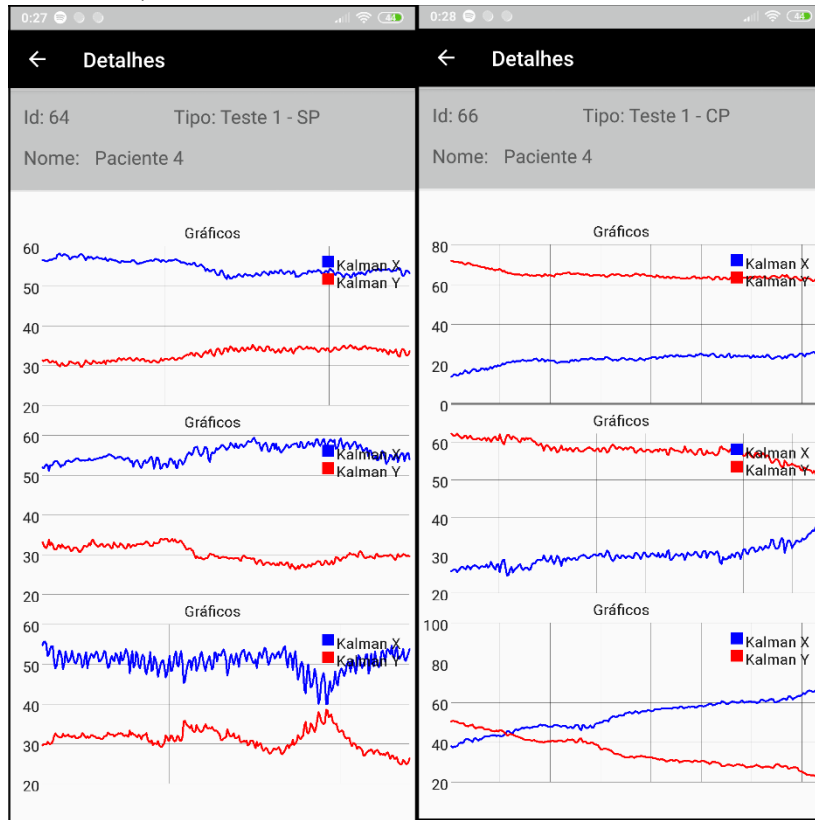 0:27
44
Detalhes
Id: 64 Tipo: Teste 1 - SP
Nome: Paciente 4
Gráficos
60
50
40
30
20
Kalman X
Kalman Y
Gráficos
60
50
40
30
20
Kalman X
Kalman Y
Gráficos
60
50
40
30
20
Kalman X
Kalman Y
0:28
44
Detalhes
Id: 66 Tipo: Teste 1 - CP
Nome: Paciente 4
Gráficos
80
60
40
20
0
Kalman X
Kalman Y
Gráficos
60
50
40
30
20
Kalman X
Kalman Y
Gráficos
100
80
60
40
20
Kalman X
Kalman Y